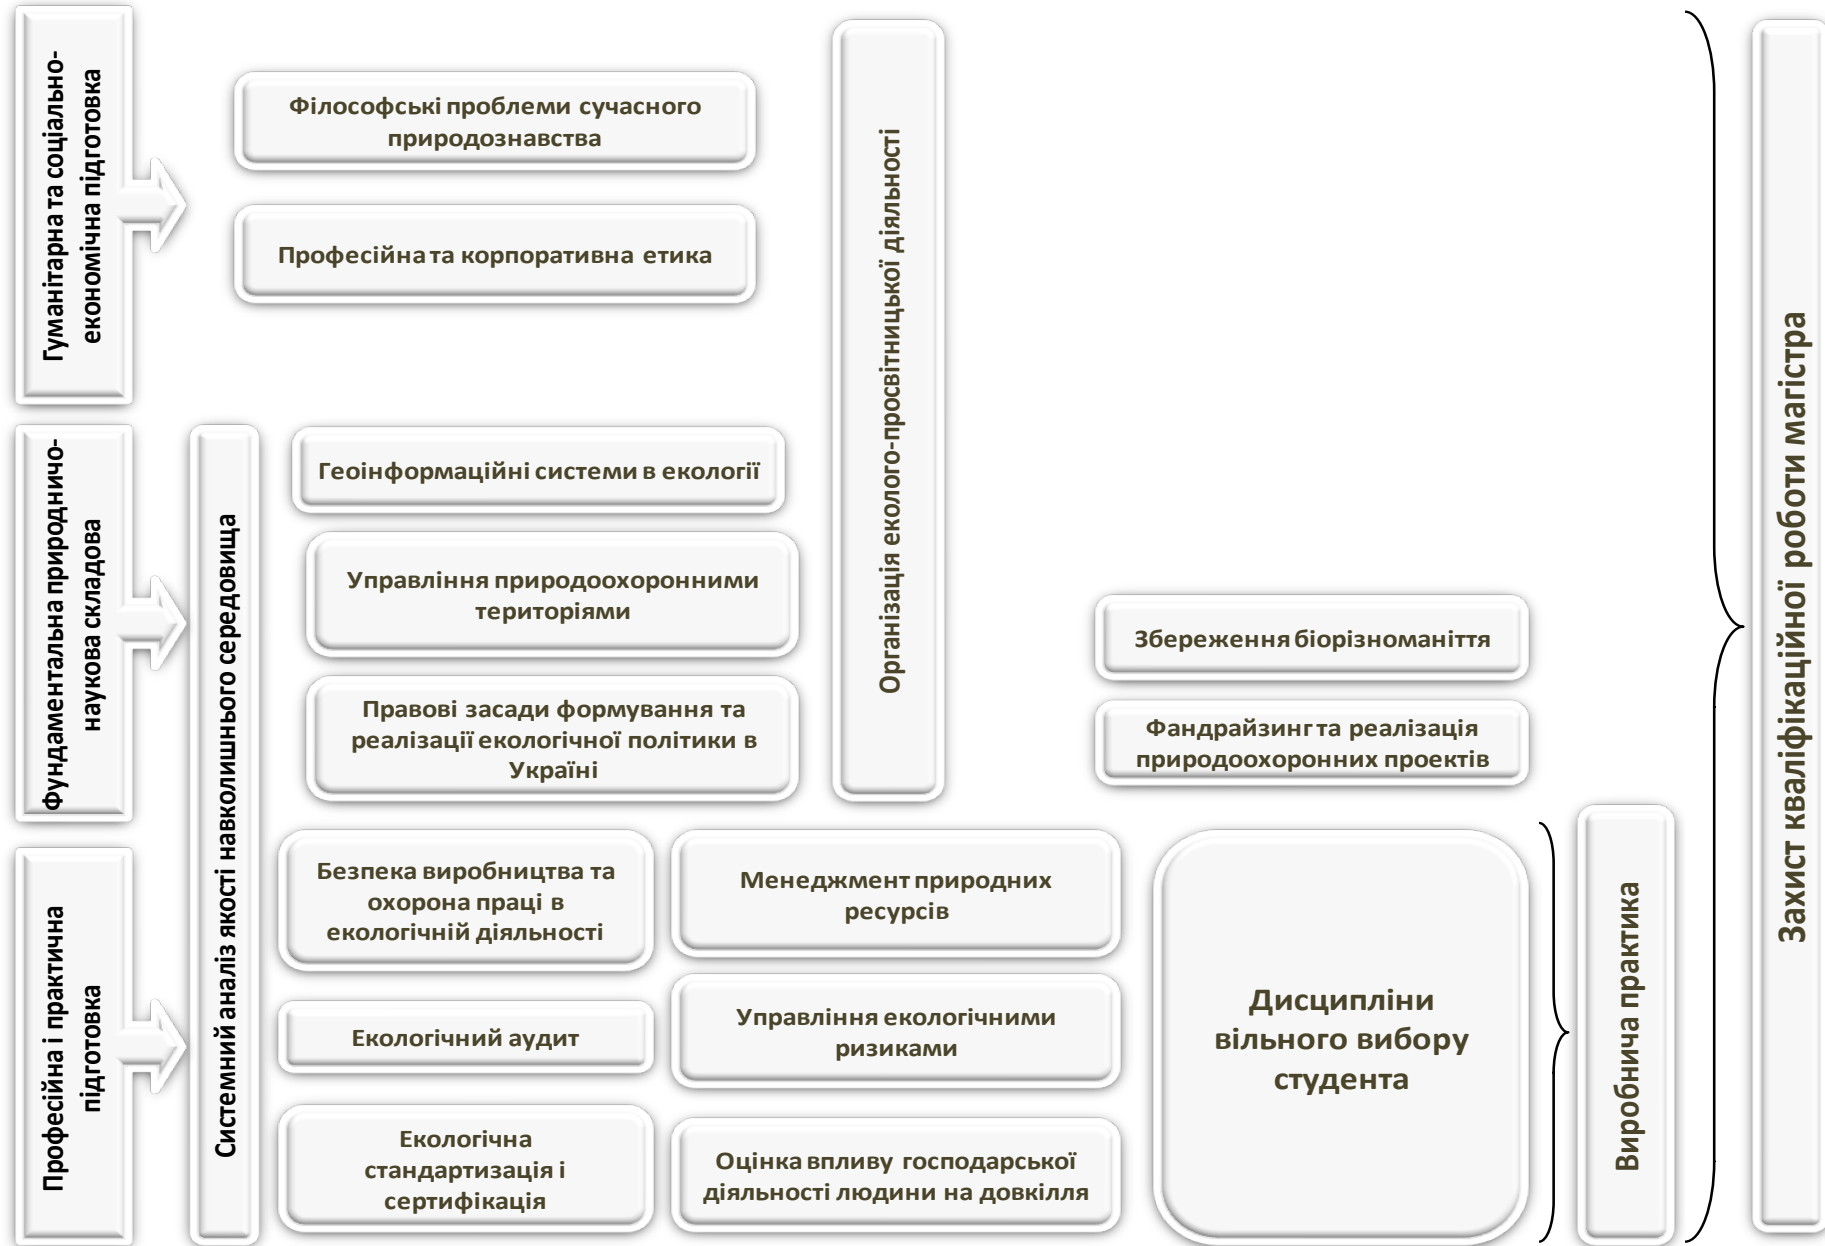 Гуманітарна та соціально-
економічна підготовка
Філософські проблеми сучасного
природознавства
Професійна та корпоративна етика
Організація еколого-просвітницької діяльності
Фундаментальна природничо-
наукова складова
Системний аналіз якості навколишнього середовища
Геоінформаційні системи в екології
Управління природоохоронними
територіями
Правові засади формування та
реалізації екологічної політики в
Україні
Збереження біорізноманіття
Фандрайзинг та реалізація
природоохоронних проектів
Професійна і практична
підготовка
Безпека виробництва та
охорона праці в
екологічній діяльності
Екологічний аудит
Екологічна
стандартизація і
сертифікація
Менеджмент природних
ресурсів
Управління екологічними
ризиками
Оцінка впливу господарської
діяльності людини на довкілля
Дисципліни
вільного вибору
студента
Виробнича практика
Захист кваліфікаційної роботи магістра